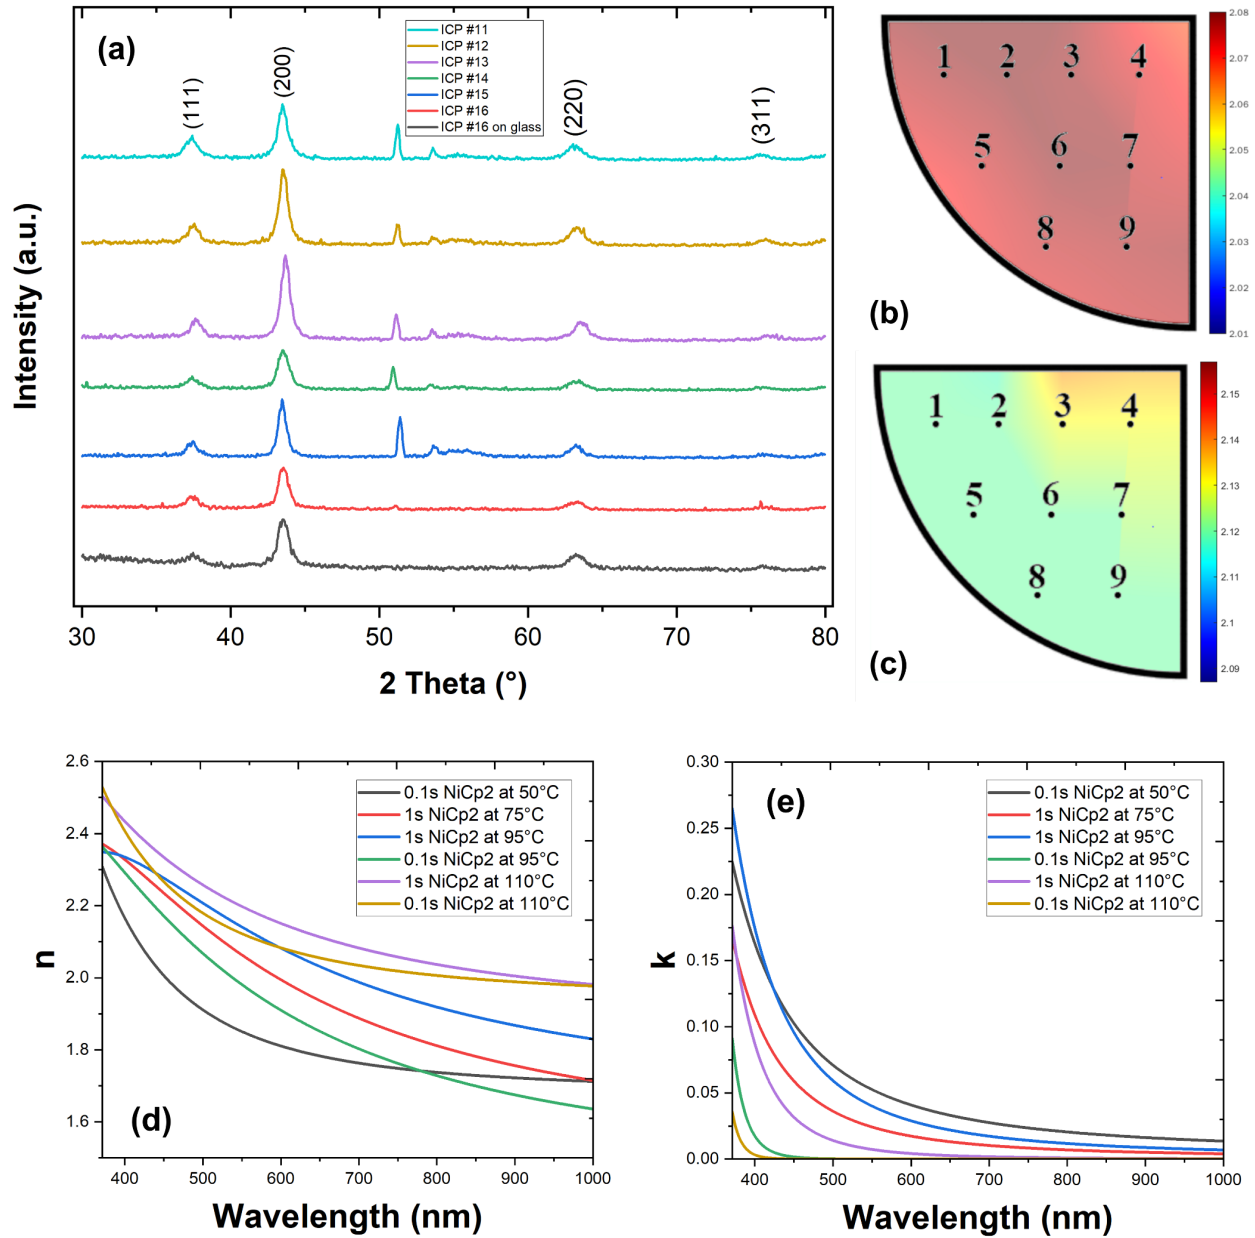 (a)
ICP #11
ICP #12
ICP #13
ICP #14
ICP #15
ICP #16
ICP #16 on glass
(111)
(200)
(220)
(311)
Intensity (a.u.)
30 40 50 60 70 80
2 Theta (°)
1 2 3 4
5 6 7
8 9
(b)
2.08
2.07
2.06
2.05
2.04
2.03
2.02
2.01
2.01
1 2 3 4
5 6 7
8 9
(c)
2.15
2.14
2.13
2.12
2.11
2.1
2.09
2.6
2.4
2.2
2.0
1.8
1.6
n
0.1s NiCp2 at 50°C
1s NiCp2 at 75°C
1s NiCp2 at 95°C
0.1s NiCp2 at 95°C
1s NiCp2 at 110°C
0.1s NiCp2 at 110°C
(d)
400 500 600 700 800 900 1000
Wavelength (nm)
0.30
0.25
0.20
0.15
0.10
0.05
0.00
k
(e)
0.1s NiCp2 at 50°C
1s NiCp2 at 75°C
1s NiCp2 at 95°C
0.1s NiCp2 at 95°C
1s NiCp2 at 110°C
0.1s NiCp2 at 110°C
400 500 600 700 800 900 1000
Wavelength (nm)